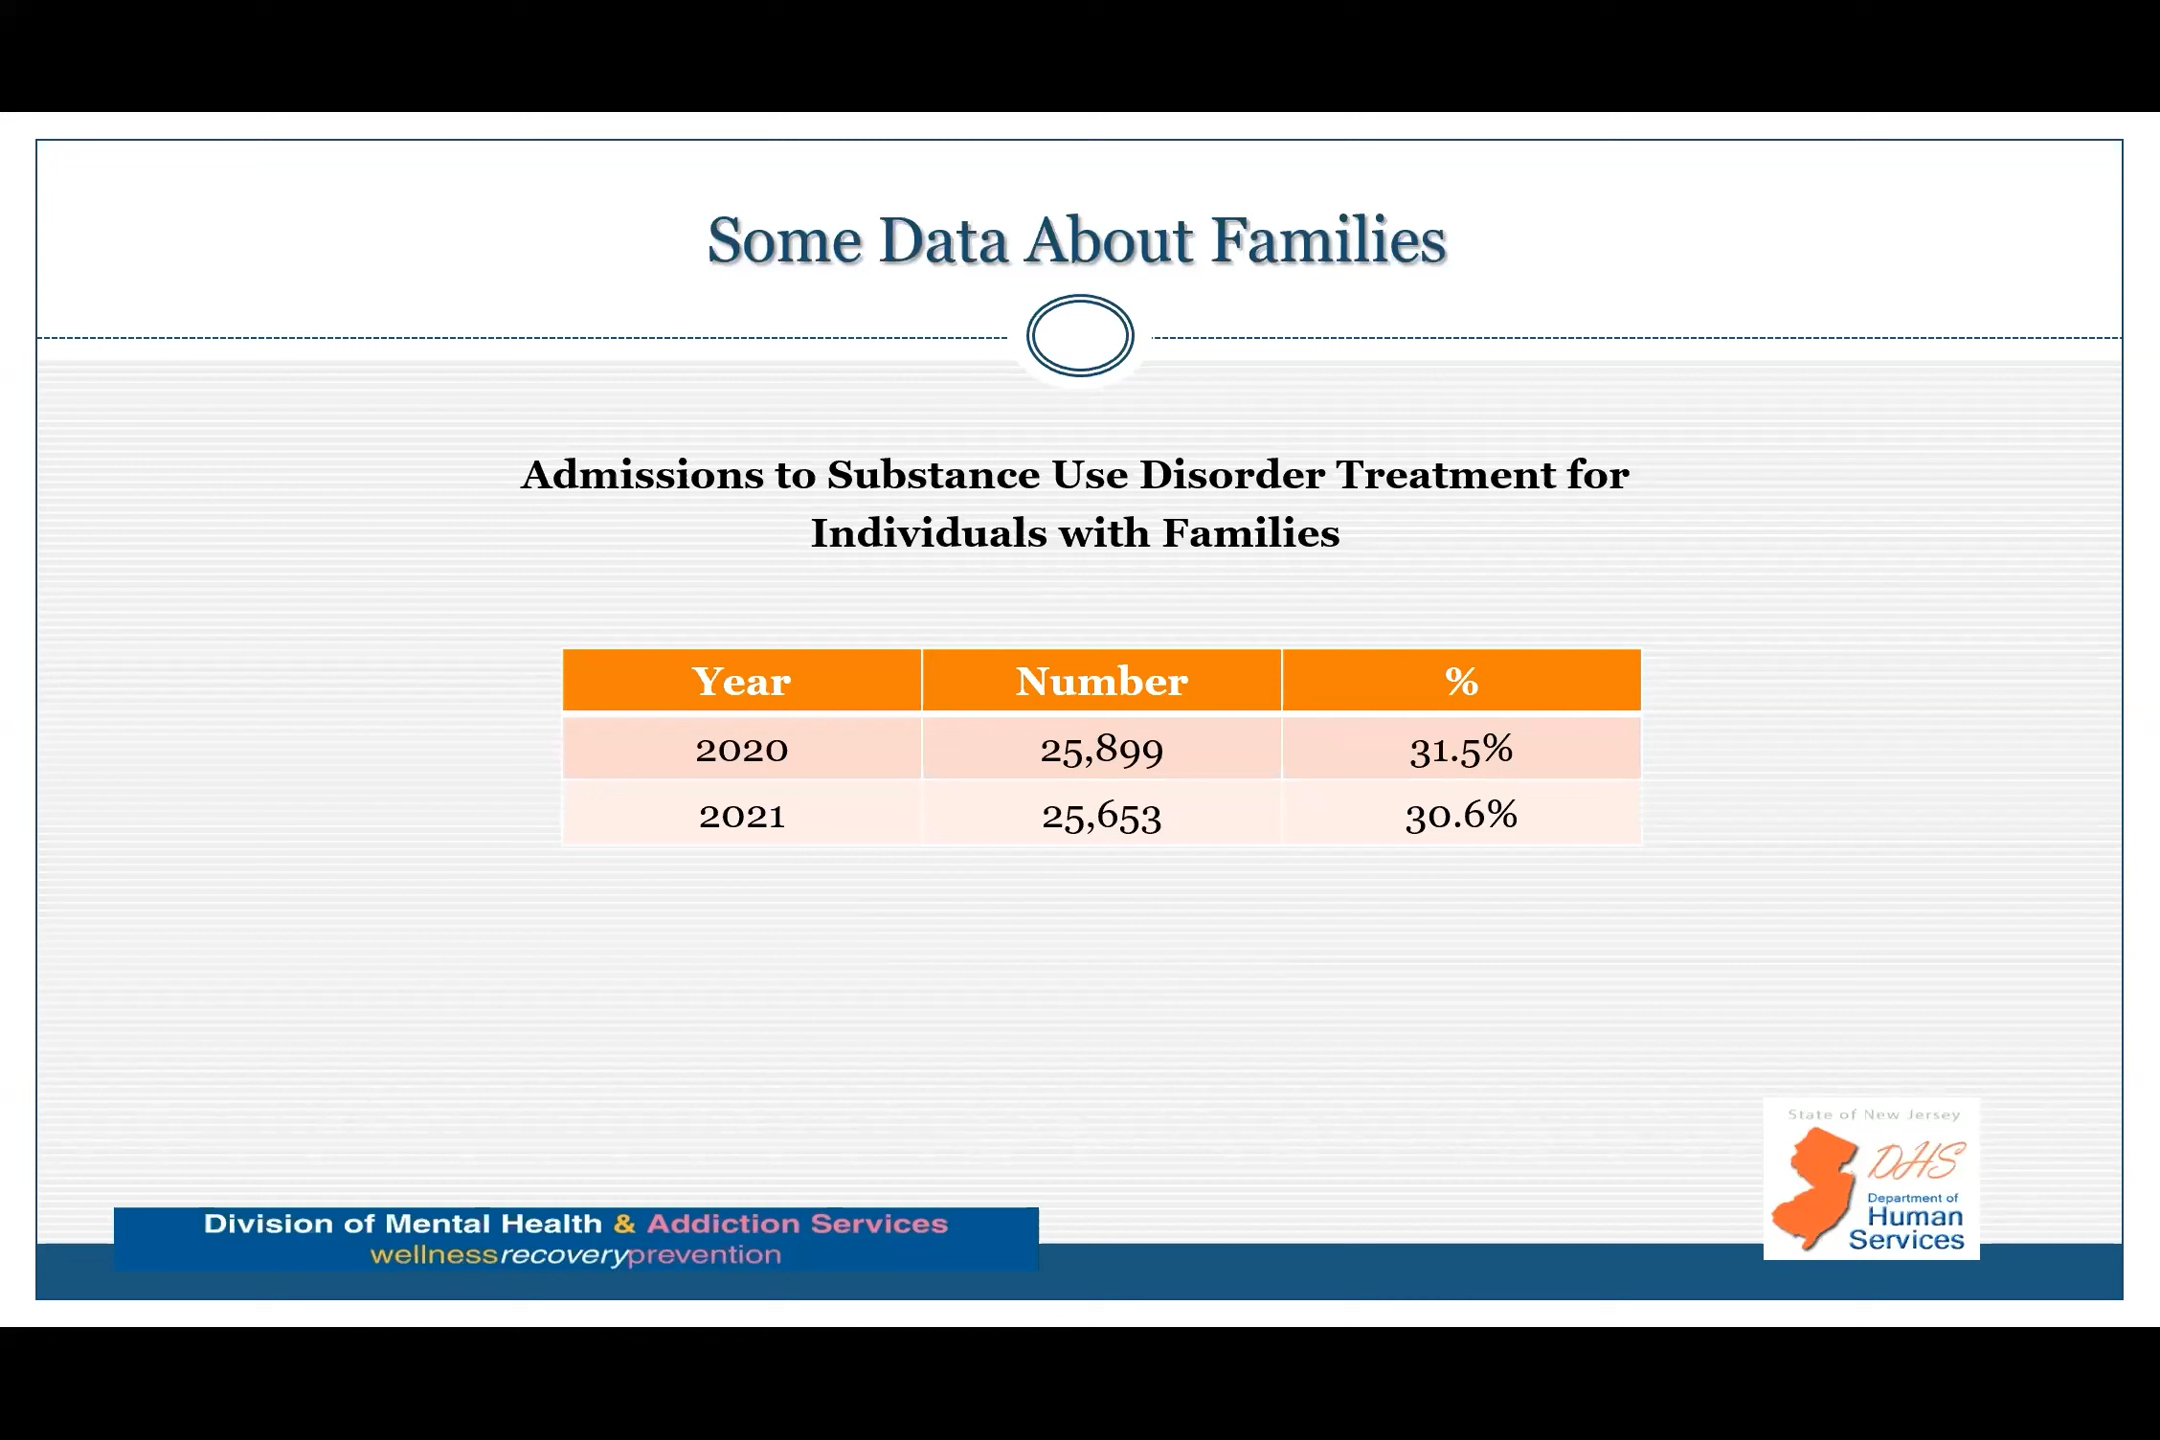 Some Data About Families
Admissions to Substance Use Disorder Treatment for
Individuals with Families
Year Number %
2020 25,899 31.5%
2021 25,653 30.6%
State of New Jersey
DHS
Department of
Human
Services
Division of Mental Health & Addiction Services
wellnessrecoveryprevention